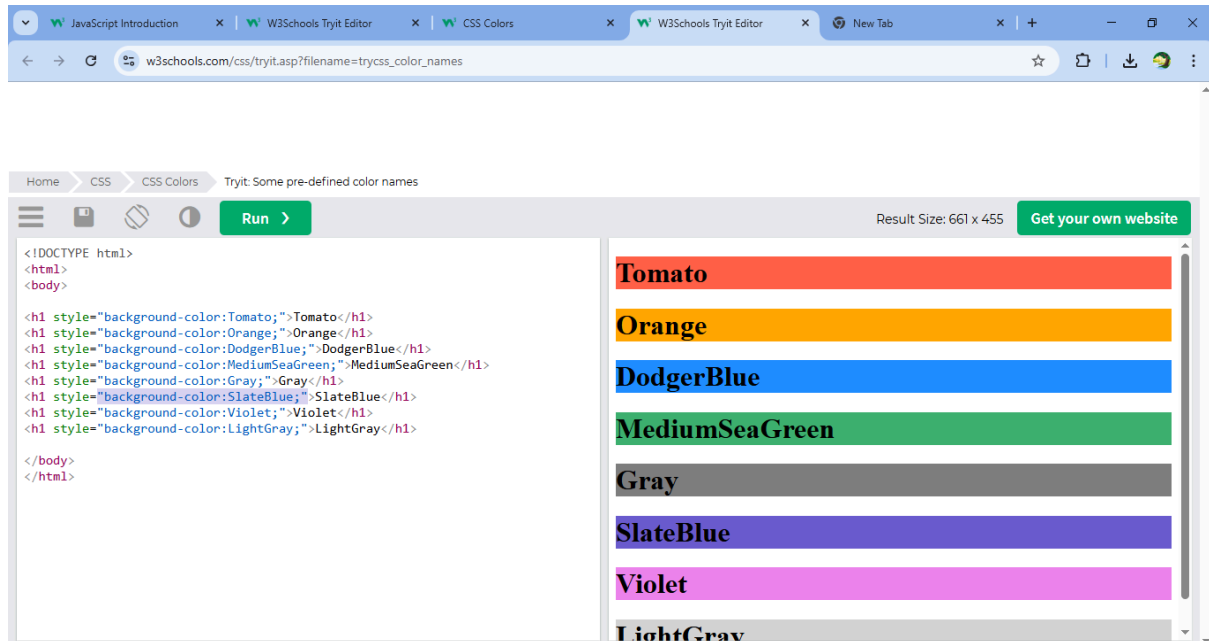 JavaScript Introduction
W3Schools Tryit Editor
CSS Colors
W3Schools Tryit Editor
New Tab
w3schools.com/css/tryit.asp?filename=trycss_color_names
Home CSS CSS Colors Tryit: Some pre-defined color names
Run ❯ Result Size: 661 x 455 Get your own website
<!DOCTYPE html>
<html>
<body>
<h1 style="background-color:Tomato;">Tomato</h1>
<h1 style="background-color:Orange;">Orange</h1>
<h1 style="background-color:DodgerBlue;">DodgerBlue</h1>
<h1 style="background-color:MediumSeaGreen;">MediumSeaGreen</h1>
<h1 style="background-color:Gray;">Gray</h1>
<h1 style="background-color:SlateBlue;">SlateBlue</h1>
<h1 style="background-color:Violet;">Violet</h1>
<h1 style="background-color:LightGray;">LightGray</h1>
</body>
</html>
Tomato
Orange
DodgerBlue
MediumSeaGreen
Gray
SlateBlue
Violet
LightGray